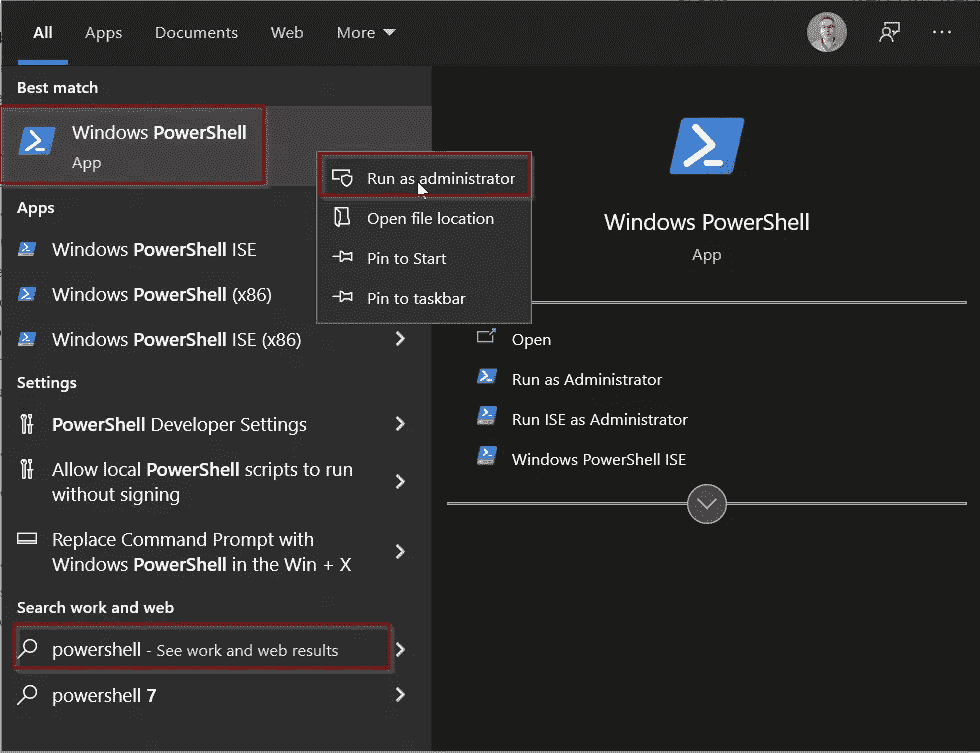 All Apps Documents Web More
Best match
Windows PowerShell
App
Run as administrator
Open file location
Pin to Start
Pin to taskbar
Apps
Windows PowerShell ISE
Windows PowerShell (x86)
Windows PowerShell ISE (x86)
Settings
PowerShell Developer Settings
Allow local PowerShell scripts to run
without signing
Replace Command Prompt with
Windows PowerShell in the Win + X
Search work and web
powershell - See work and web results
powershell 7
Windows PowerShell
App
Open
Run as Administrator
Run ISE as Administrator
Windows PowerShell ISE